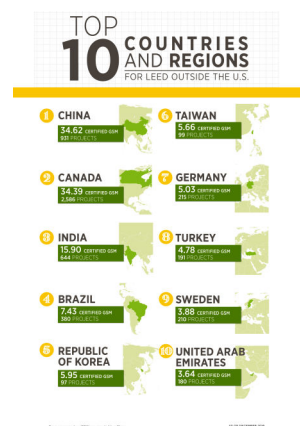 TOP
10 COUNTRIES
AND REGIONS
FOR LEED OUTSIDE THE U.S.
1 CHINA
34.62 CERTIFIED GSM
931 PROJECTS
2 CANADA
34.39 CERTIFIED GSM
2,586 PROJECTS
3 INDIA
15.90 CERTIFIED GSM
644 PROJECTS
4 BRAZIL
7.43 CERTIFIED GSM
380 PROJECTS
5 REPUBLIC
OF KOREA
5.95 CERTIFIED GSM
97 PROJECTS
6 TAIWAN
5.66 CERTIFIED GSM
99 PROJECTS
7 GERMANY
5.03 CERTIFIED GSM
215 PROJECTS
8 TURKEY
4.78 CERTIFIED GSM
191 PROJECTS
9 SWEDEN
3.88 CERTIFIED GSM
210 PROJECTS
10 UNITED ARAB
EMIRATES
3.64 CERTIFIED GSM
180 PROJECTS